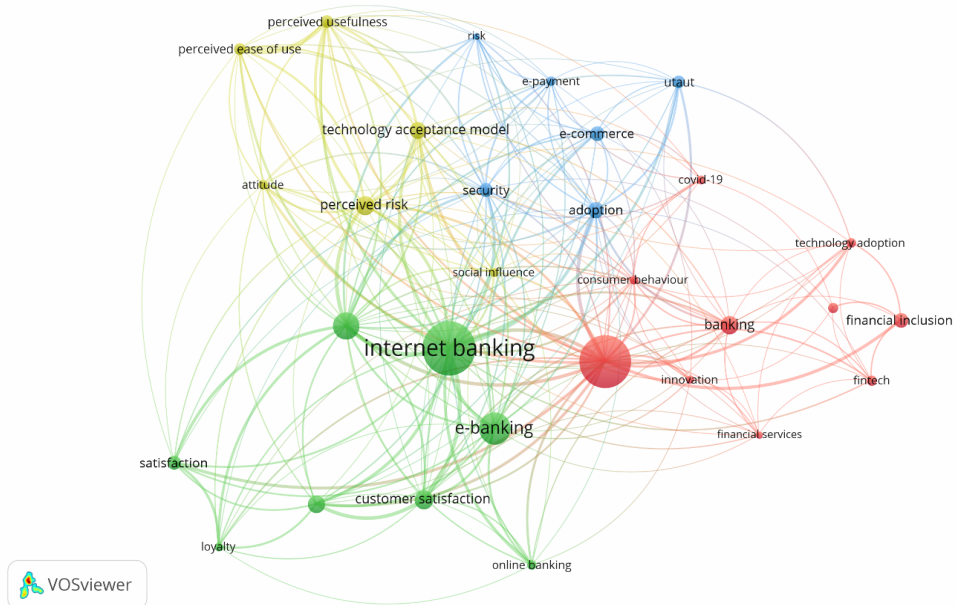 perceived usefulness
risk
perceived ease of use
e-payment
utaut
technology acceptance model
e-commerce
covid-19
attitude
security
perceived risk
adoption
technology adoption
social influence
consumer behaviour
banking
financial inclusion
internet banking
innovation
fintech
e-banking
financial services
satisfaction
customer satisfaction
loyalty
online banking
VOSviewer